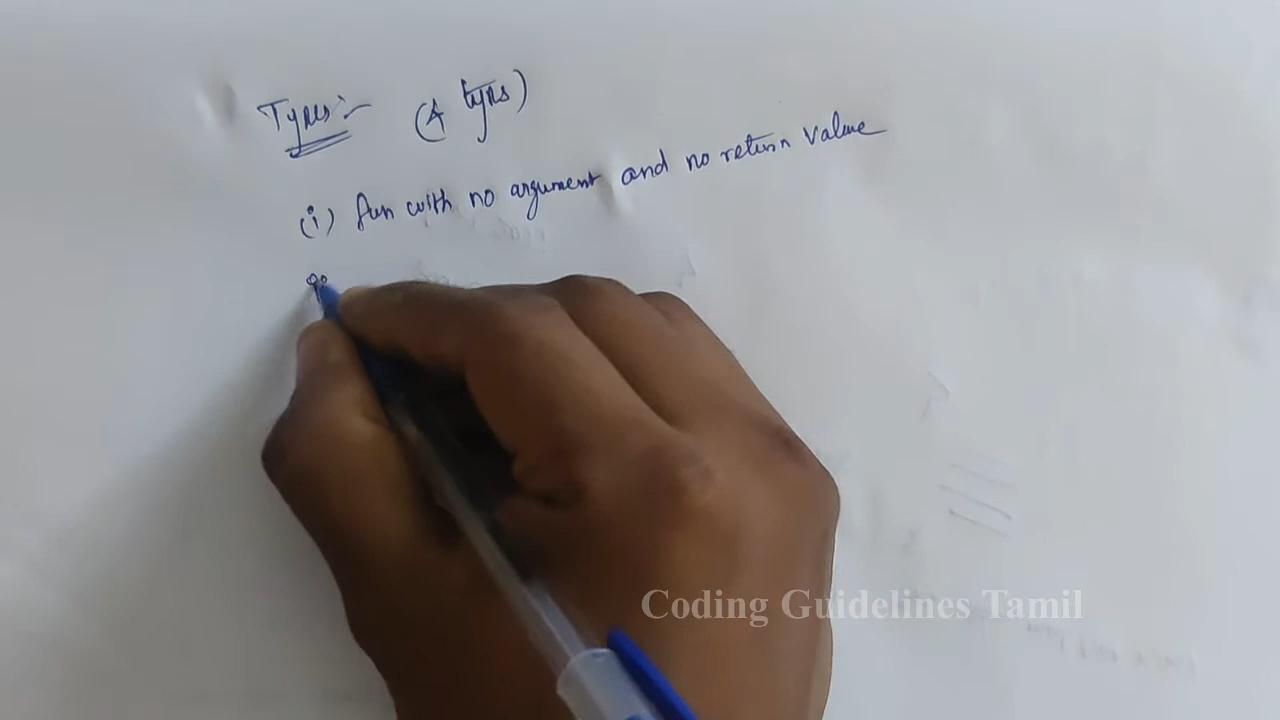 Types:- (4 types)
(i) fun with no argument and no return value
Coding Guidelines Tamil